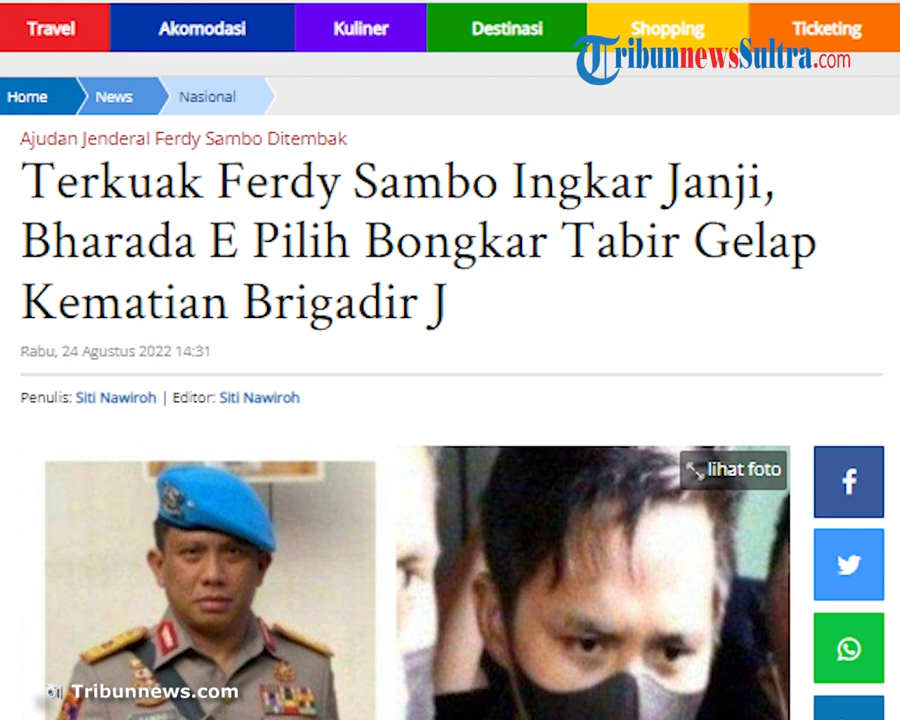 Travel Akomodasi Kuliner Destinasi Shopping Ticketing
TribunnewsSultra.com
Home News Nasional
Ajudan Jenderal Ferdy Sambo Ditembak
Terkuak Ferdy Sambo Ingkar Janji,
Bharada E Pilih Bongkar Tabir Gelap
Kematian Brigadir J
Rabu, 24 Agustus 2022 14:31
Penulis: Siti Nawiroh | Editor: Siti Nawiroh
lihat foto
Tribunnews.com